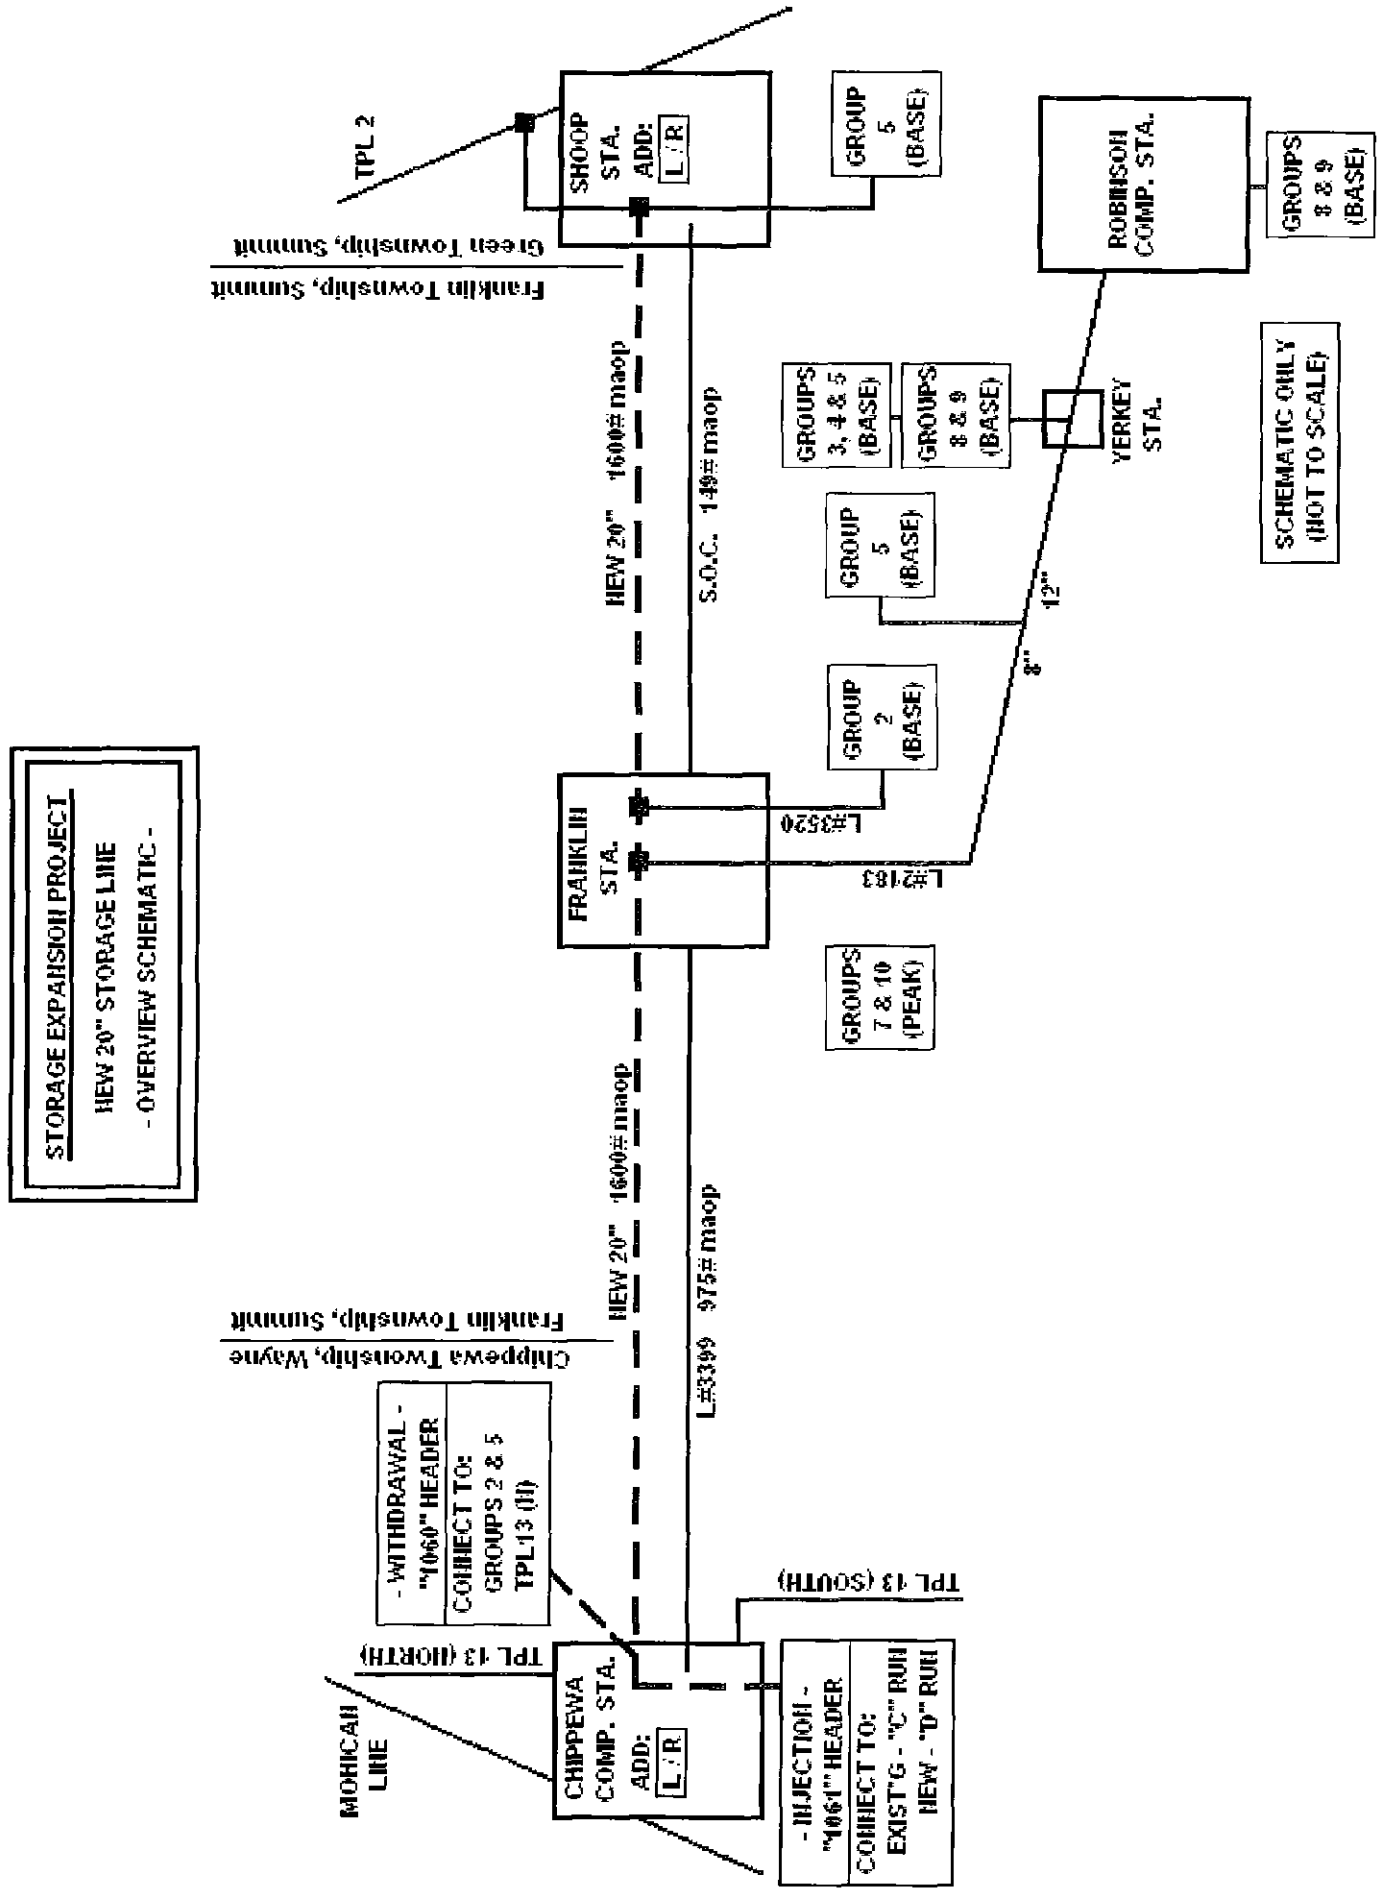 STORAGE EXPANSION PROJECT
NEW 20" STORAGE LINE
- OVERVIEW SCHEMATIC -
MOHICAN
LINE
TPL 13 (NORTH)
- WITHDRAWAL -
"1060" HEADER
CONNECT TO:
GROUPS 2 & 5
TPL13 (N)
Chippewa Twonship, Wayne
Franklin Township, Summit
Franklin Township, Summit
Green Township, Summit
TPL 2
CHIPPEWA
COMP. STA.
ADD:
L / R
NEW 20" 1600# maop
L#3399 975# maop
FRANKLIN
STA.
NEW 20" 1600# maop
S.O.C. 149# maop
SHOOP
STA.
ADD:
L / R
TPL 13 (SOUTH)
- INJECTION -
"1061" HEADER
CONNECT TO:
EXIST'G - "C" RUN
NEW - "D" RUN
GROUPS
7 & 10
(PEAK)
L#2183
L#3520
GROUP
2
(BASE)
GROUP
5
(BASE)
GROUPS
3, 4 & 5
(BASE)
GROUPS
8 & 9
(BASE)
GROUP
5
(BASE)
8"
12"
YERKEY
STA.
ROBINSON
COMP. STA.
GROUPS
8 & 9
(BASE)
SCHEMATIC ONLY
(NOT TO SCALE)